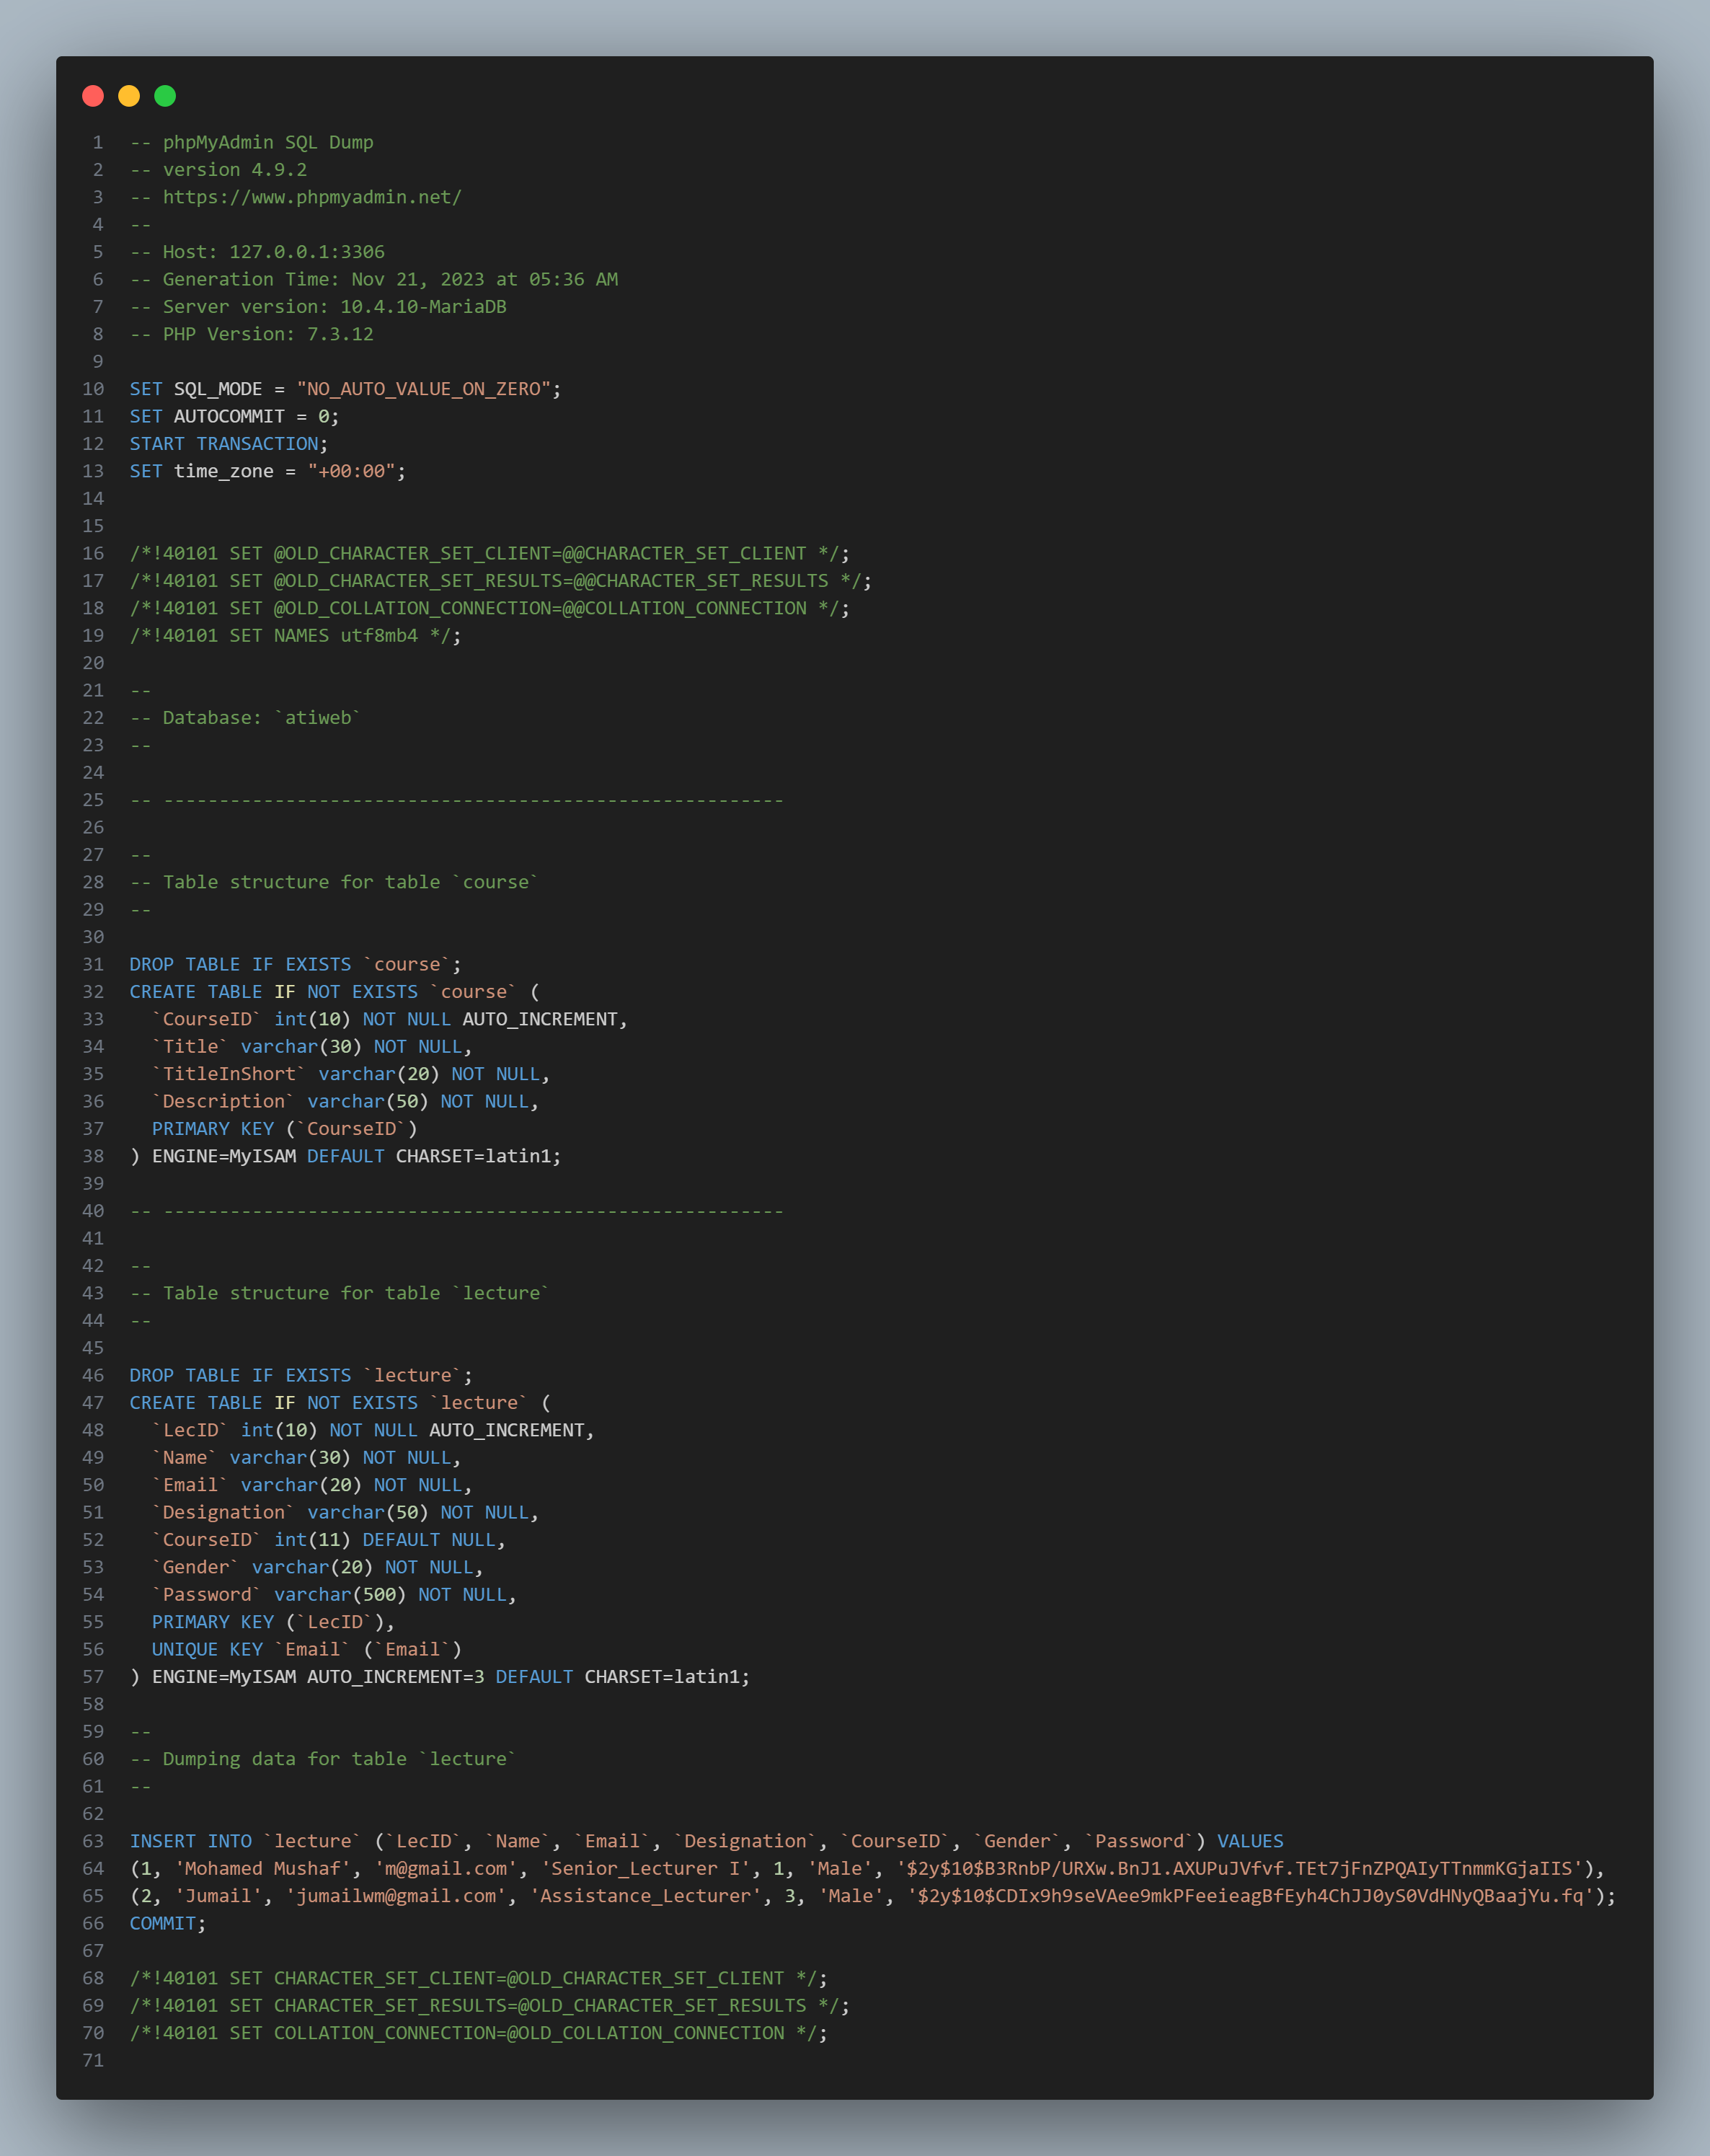 1 -- phpMyAdmin SQL Dump
2 -- version 4.9.2
3 -- https://www.phpmyadmin.net/
4 --
5 -- Host: 127.0.0.1:3306
6 -- Generation Time: Nov 21, 2023 at 05:36 AM
7 -- Server version: 10.4.10-MariaDB
8 -- PHP Version: 7.3.12
9
10 SET SQL_MODE = "NO_AUTO_VALUE_ON_ZERO";
11 SET AUTOCOMMIT = 0;
12 START TRANSACTION;
13 SET time_zone = "+00:00";
14
15
16 /*!40101 SET @OLD_CHARACTER_SET_CLIENT=@@CHARACTER_SET_CLIENT */;
17 /*!40101 SET @OLD_CHARACTER_SET_RESULTS=@@CHARACTER_SET_RESULTS */;
18 /*!40101 SET @OLD_COLLATION_CONNECTION=@@COLLATION_CONNECTION */;
19 /*!40101 SET NAMES utf8mb4 */;
20
21 --
22 -- Database: `atiweb`
23 --
24
25 -- --------------------------------------------------------
26
27 --
28 -- Table structure for table `course`
29 --
30
31 DROP TABLE IF EXISTS `course`;
32 CREATE TABLE IF NOT EXISTS `course` (
33   `CourseID` int(10) NOT NULL AUTO_INCREMENT,
34   `Title` varchar(30) NOT NULL,
35   `TitleInShort` varchar(20) NOT NULL,
36   `Description` varchar(50) NOT NULL,
37   PRIMARY KEY (`CourseID`)
38 ) ENGINE=MyISAM DEFAULT CHARSET=latin1;
39
40 -- --------------------------------------------------------
41
42 --
43 -- Table structure for table `lecture`
44 --
45
46 DROP TABLE IF EXISTS `lecture`;
47 CREATE TABLE IF NOT EXISTS `lecture` (
48   `LecID` int(10) NOT NULL AUTO_INCREMENT,
49   `Name` varchar(30) NOT NULL,
50   `Email` varchar(20) NOT NULL,
51   `Designation` varchar(50) NOT NULL,
52   `CourseID` int(11) DEFAULT NULL,
53   `Gender` varchar(20) NOT NULL,
54   `Password` varchar(500) NOT NULL,
55   PRIMARY KEY (`LecID`),
56   UNIQUE KEY `Email` (`Email`)
57 ) ENGINE=MyISAM AUTO_INCREMENT=3 DEFAULT CHARSET=latin1;
58
59 --
60 -- Dumping data for table `lecture`
61 --
62
63 INSERT INTO `lecture` (`LecID`, `Name`, `Email`, `Designation`, `CourseID`, `Gender`, `Password`) VALUES
64 (1, 'Mohamed Mushaf', 'm@gmail.com', 'Senior_Lecturer I', 1, 'Male', '$2y$10$B3RnbP/URXw.BnJ1.AXUPuJVfvf.TEt7jFnZPQAIyTTnmmKGjaIIS'),
65 (2, 'Jumail', 'jumailwm@gmail.com', 'Assistance_Lecturer', 3, 'Male', '$2y$10$CDIx9h9seVAee9mkPFeeieagBfEyh4ChJJ0yS0VdHNyQBaajYu.fq');
66 COMMIT;
67
68 /*!40101 SET CHARACTER_SET_CLIENT=@OLD_CHARACTER_SET_CLIENT */;
69 /*!40101 SET CHARACTER_SET_RESULTS=@OLD_CHARACTER_SET_RESULTS */;
70 /*!40101 SET COLLATION_CONNECTION=@OLD_COLLATION_CONNECTION */;
71